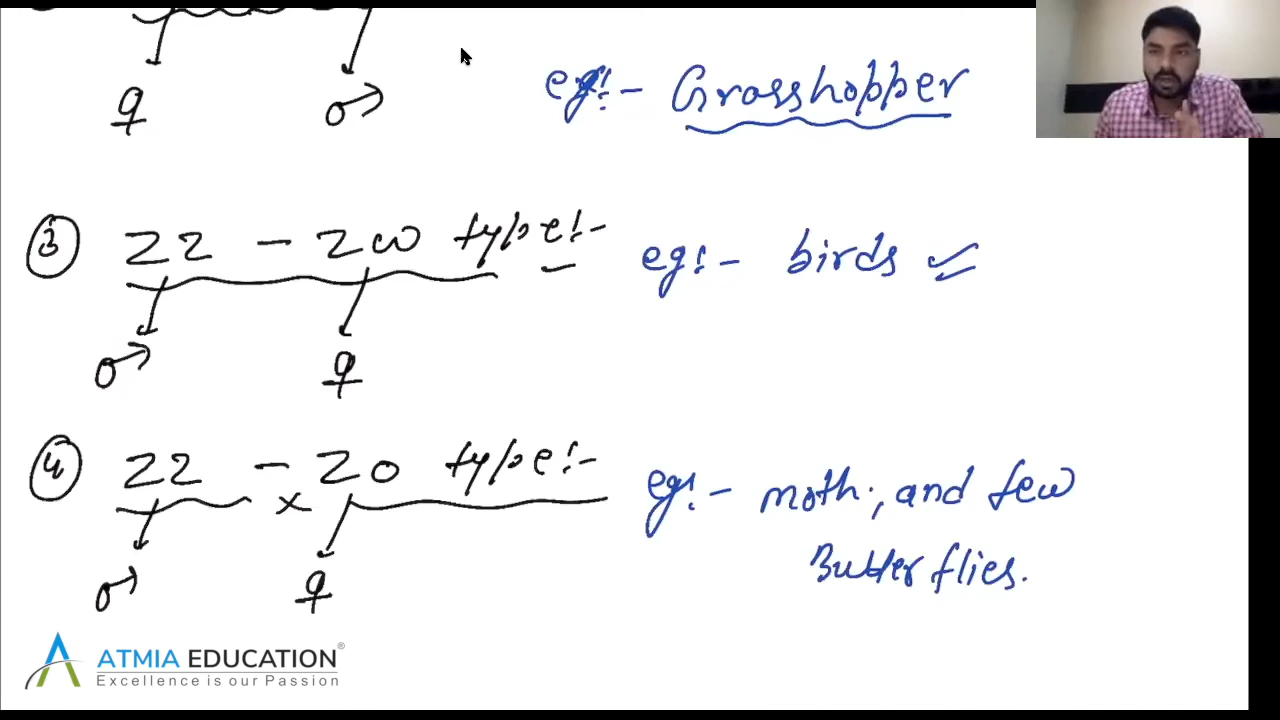 ♀ ♂
eg:- Grasshopper
③ ZZ - ZW type:- eg:- birds ✓
♂ ♀
④ ZZ - ZO type:- eg:- moth, and few
x
Butterflies.
♂ ♀
ATMIA EDUCATION®
Excellence is our Passion